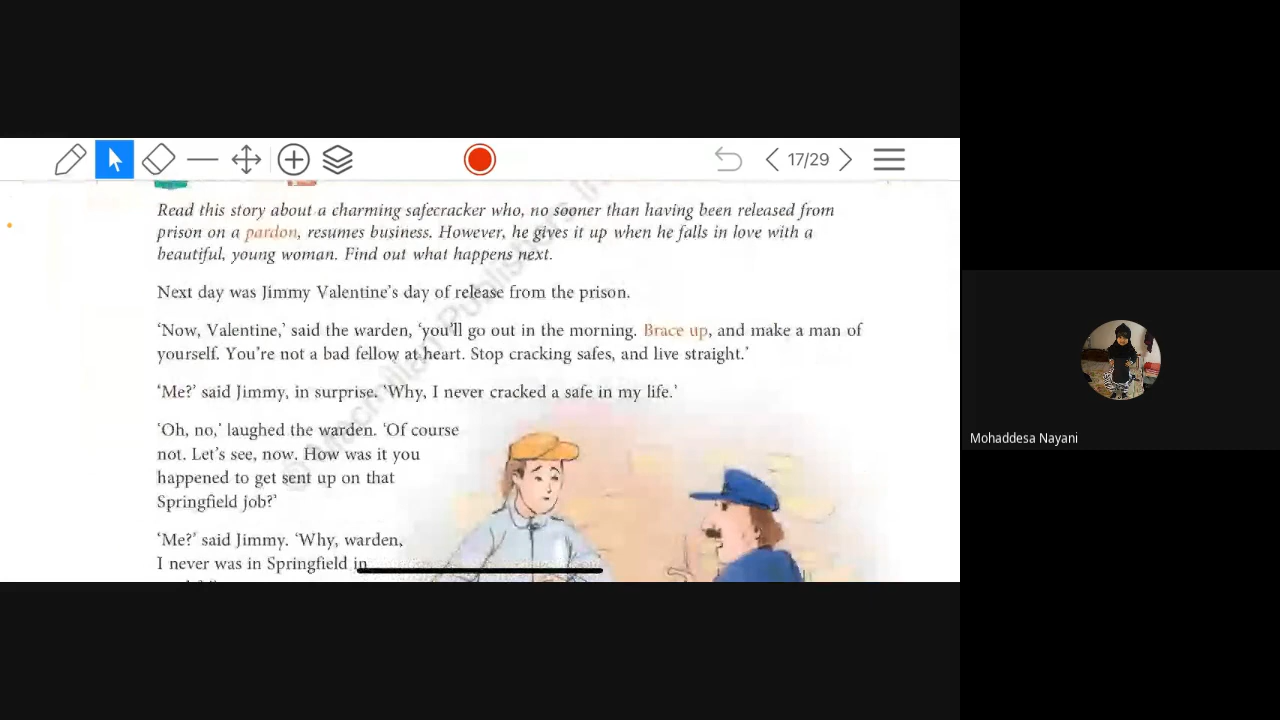 17/29
Read this story about a charming safecracker who, no sooner than having been released from
prison on a pardon, resumes business. However, he gives it up when he falls in love with a
beautiful, young woman. Find out what happens next.
Next day was Jimmy Valentine's day of release from the prison.
'Now, Valentine,' said the warden, 'you'll go out in the morning. Brace up, and make a man of
yourself. You're not a bad fellow at heart. Stop cracking safes, and live straight.'
'Me?' said Jimmy, in surprise. 'Why, I never cracked a safe in my life.'
'Oh, no,' laughed the warden. 'Of course
not. Let's see, now. How was it you
happened to get sent up on that
Springfield job?'
'Me?' said Jimmy. 'Why, warden,
I never was in Springfield in
© Macmillan Publishers
Mohaddesa Nayani